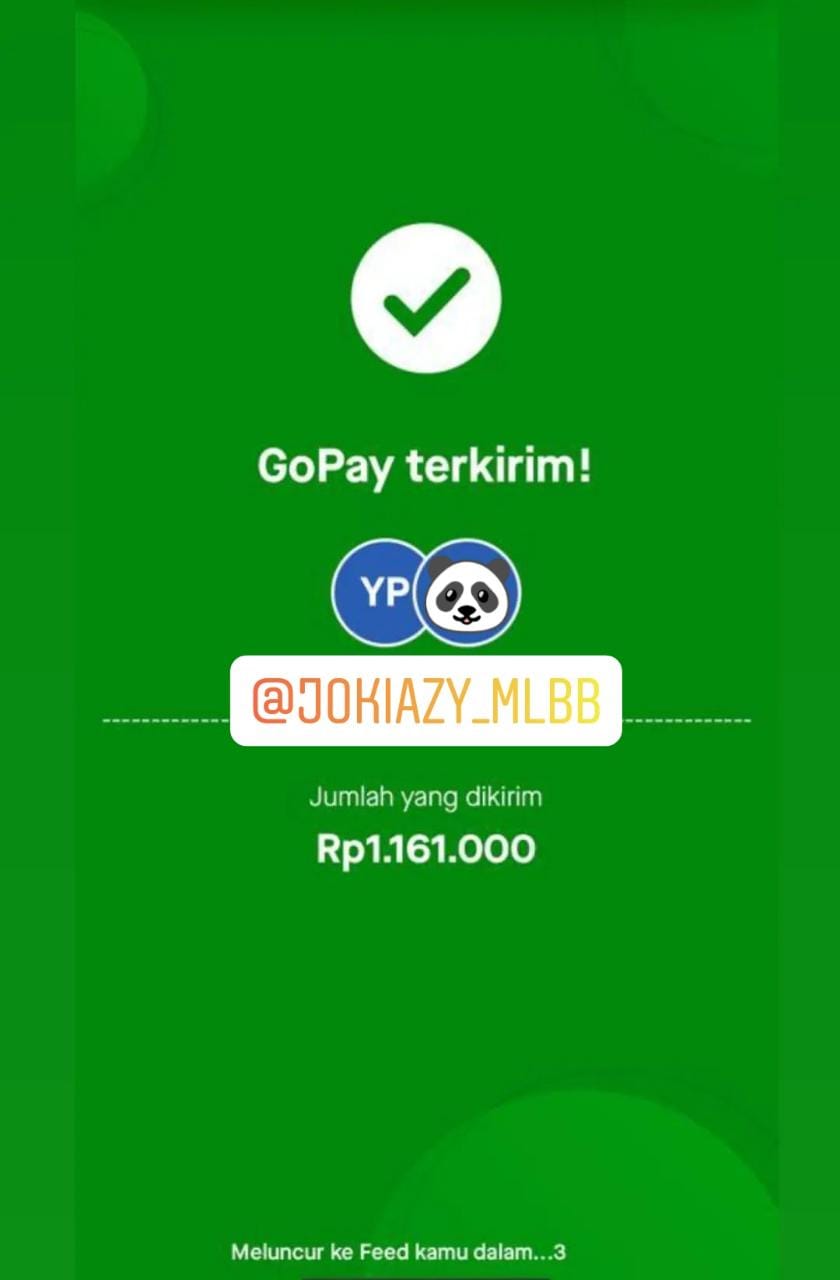 GoPay terkirim!
YP
@JOKIAZY_MLBB
Jumlah yang dikirim
Rp1.161.000
Meluncur ke Feed kamu dalam...3